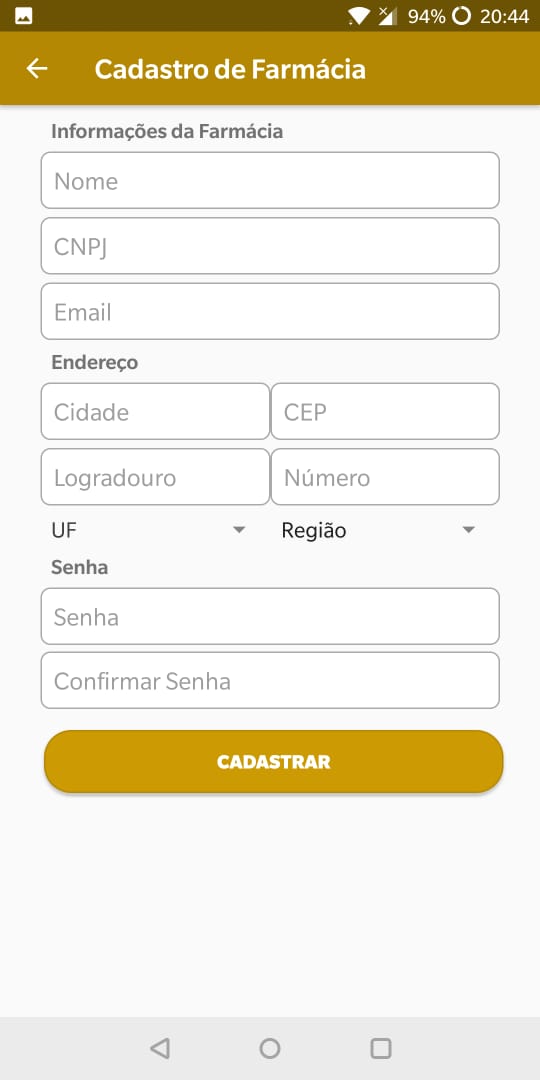 94% 20:44
Cadastro de Farmácia
Informações da Farmácia
Nome
CNPJ
Email
Endereço
Cidade CEP
Logradouro Número
UF Região
Senha
Senha
Confirmar Senha
CADASTRAR